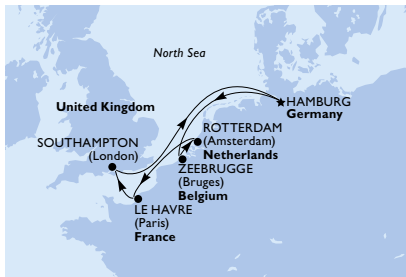 North Sea
United Kingdom
HAMBURG
Germany
SOUTHAMPTON
(London)
ROTTERDAM
(Amsterdam)
Netherlands
ZEEBRUGGE
(Bruges)
Belgium
LE HAVRE
(Paris)
France